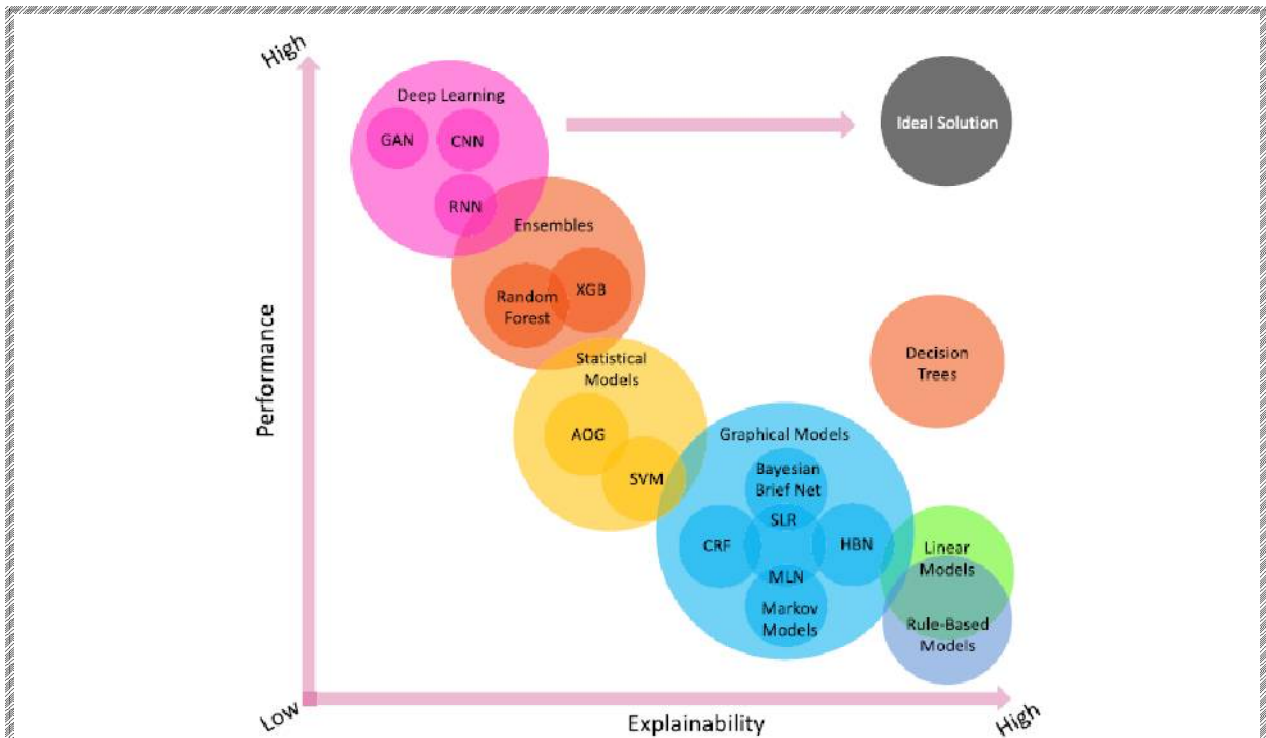 High
Deep Learning
GAN
CNN
RNN
Ideal Solution
Ensembles
Random
Forest
XGB
Decision
Trees
Statistical
Models
AOG
SVM
Graphical Models
Bayesian
Brief Net
SLR
CRF
HBN
MLN
Markov
Models
Linear
Models
Rule-Based
Models
Performance
Low
Explainability
High